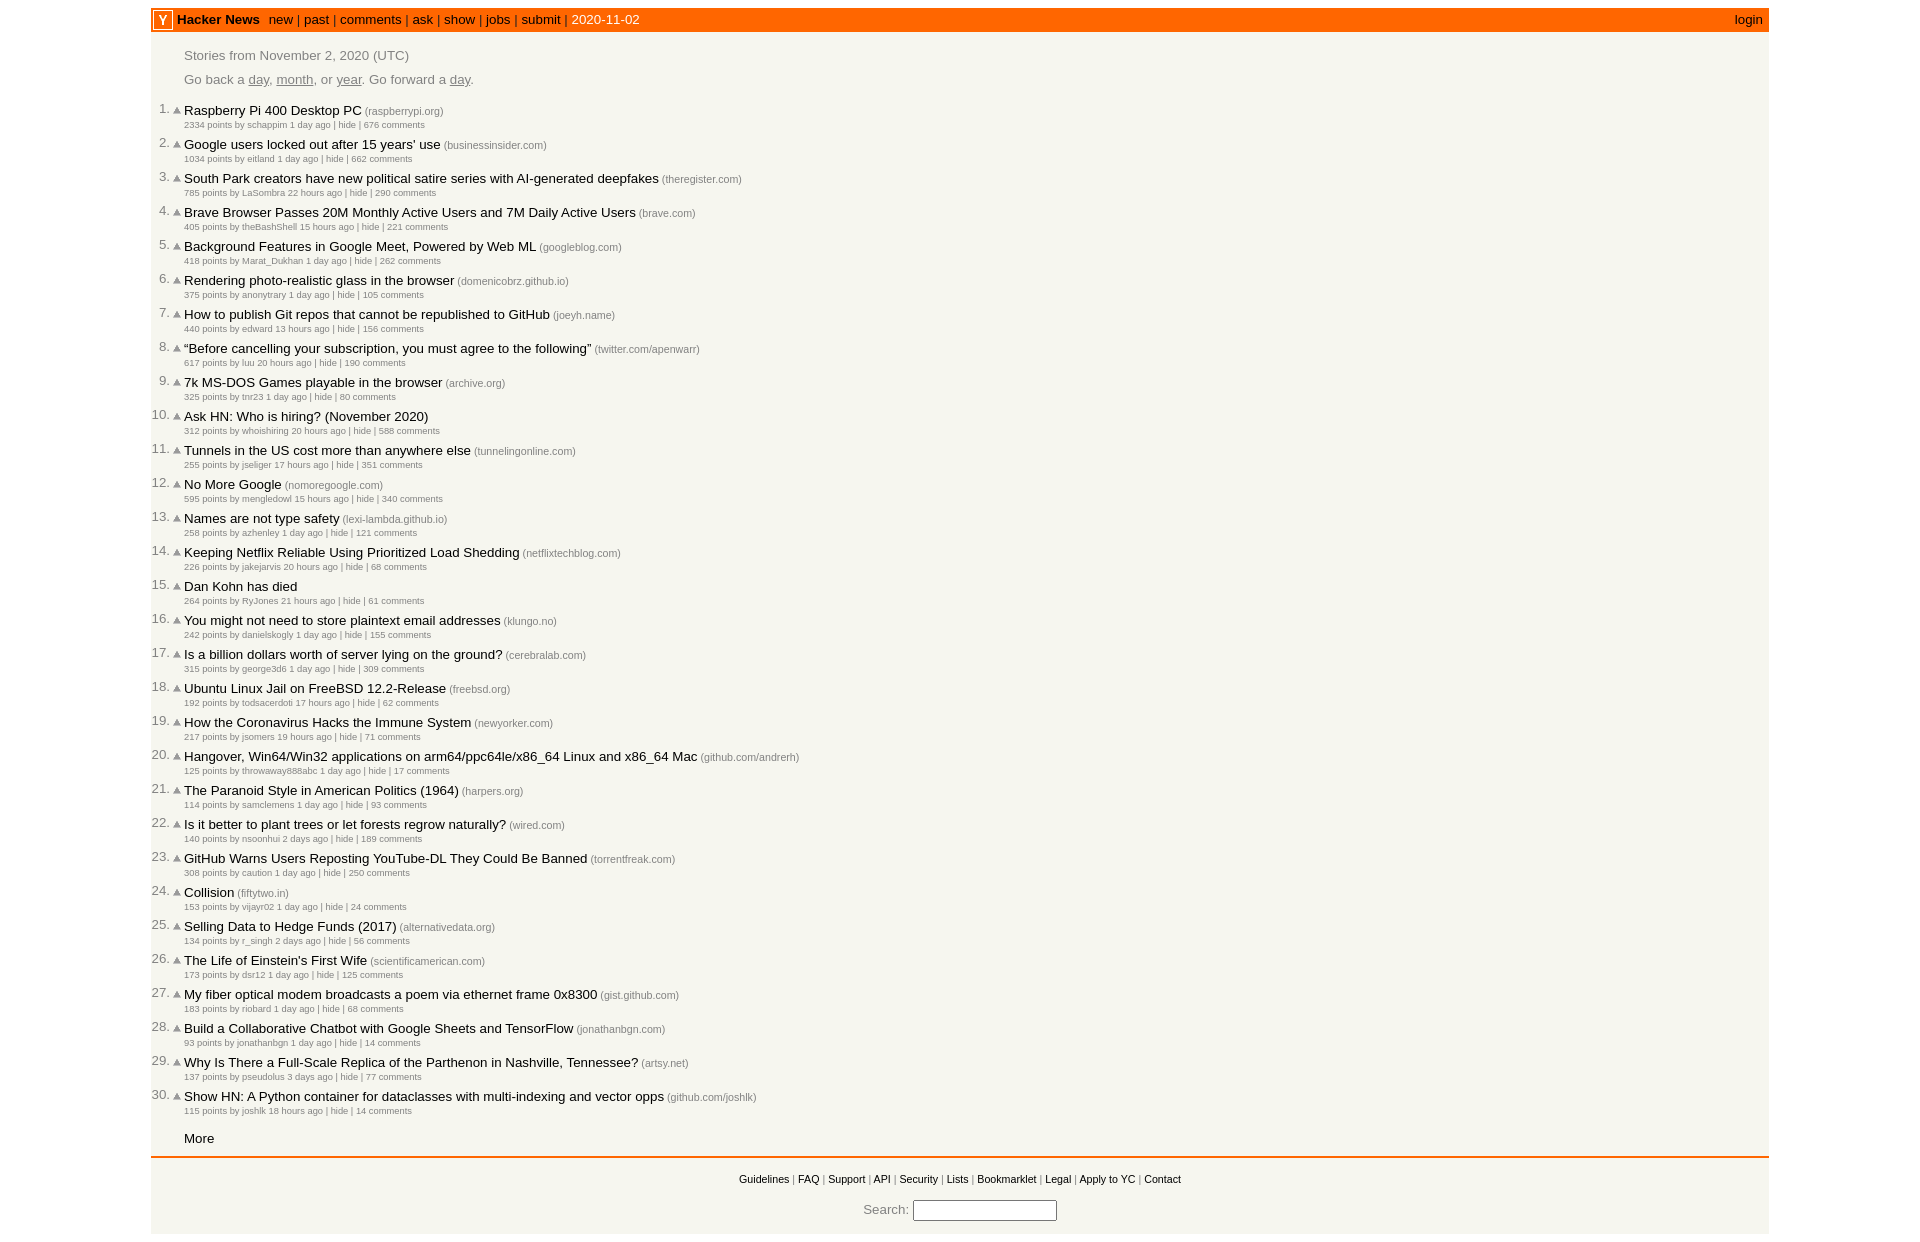 Y Hacker News new | past | comments | ask | show | jobs | submit | 2020-11-02 login
Stories from November 2, 2020 (UTC)
Go back a day, month, or year. Go forward a day.
1. Raspberry Pi 400 Desktop PC (raspberrypi.org)
2334 points by schappim 1 day ago | hide | 676 comments
2. Google users locked out after 15 years' use (businessinsider.com)
1034 points by eitland 1 day ago | hide | 662 comments
3. South Park creators have new political satire series with AI-generated deepfakes (theregister.com)
785 points by LaSombra 22 hours ago | hide | 290 comments
4. Brave Browser Passes 20M Monthly Active Users and 7M Daily Active Users (brave.com)
405 points by theBashShell 15 hours ago | hide | 221 comments
5. Background Features in Google Meet, Powered by Web ML (googleblog.com)
418 points by Marat_Dukhan 1 day ago | hide | 262 comments
6. Rendering photo-realistic glass in the browser (domenicobrz.github.io)
375 points by anonytrary 1 day ago | hide | 105 comments
7. How to publish Git repos that cannot be republished to GitHub (joeyh.name)
440 points by edward 13 hours ago | hide | 156 comments
8. “Before cancelling your subscription, you must agree to the following” (twitter.com/apenwarr)
617 points by luu 20 hours ago | hide | 190 comments
9. 7k MS-DOS Games playable in the browser (archive.org)
325 points by tnr23 1 day ago | hide | 80 comments
10. Ask HN: Who is hiring? (November 2020)
312 points by whoishiring 20 hours ago | hide | 588 comments
11. Tunnels in the US cost more than anywhere else (tunnelingonline.com)
255 points by jseliger 17 hours ago | hide | 351 comments
12. No More Google (nomoregoogle.com)
595 points by mengledowl 15 hours ago | hide | 340 comments
13. Names are not type safety (lexi-lambda.github.io)
258 points by azhenley 1 day ago | hide | 121 comments
14. Keeping Netflix Reliable Using Prioritized Load Shedding (netflixtechblog.com)
226 points by jakejarvis 20 hours ago | hide | 68 comments
15. Dan Kohn has died
264 points by RyJones 21 hours ago | hide | 61 comments
16. You might not need to store plaintext email addresses (klungo.no)
242 points by danielskogly 1 day ago | hide | 155 comments
17. Is a billion dollars worth of server lying on the ground? (cerebralab.com)
315 points by george3d6 1 day ago | hide | 309 comments
18. Ubuntu Linux Jail on FreeBSD 12.2-Release (freebsd.org)
192 points by todsacerdoti 17 hours ago | hide | 62 comments
19. How the Coronavirus Hacks the Immune System (newyorker.com)
217 points by jsomers 19 hours ago | hide | 71 comments
20. Hangover, Win64/Win32 applications on arm64/ppc64le/x86_64 Linux and x86_64 Mac (github.com/andrerh)
125 points by throwaway888abc 1 day ago | hide | 17 comments
21. The Paranoid Style in American Politics (1964) (harpers.org)
114 points by samclemens 1 day ago | hide | 93 comments
22. Is it better to plant trees or let forests regrow naturally? (wired.com)
140 points by nsoonhui 2 days ago | hide | 189 comments
23. GitHub Warns Users Reposting YouTube-DL They Could Be Banned (torrentfreak.com)
308 points by caution 1 day ago | hide | 250 comments
24. Collision (fiftytwo.in)
153 points by vijayr02 1 day ago | hide | 24 comments
25. Selling Data to Hedge Funds (2017) (alternativedata.org)
134 points by r_singh 2 days ago | hide | 56 comments
26. The Life of Einstein's First Wife (scientificamerican.com)
173 points by dsr12 1 day ago | hide | 125 comments
27. My fiber optical modem broadcasts a poem via ethernet frame 0x8300 (gist.github.com)
183 points by riobard 1 day ago | hide | 68 comments
28. Build a Collaborative Chatbot with Google Sheets and TensorFlow (jonathanbgn.com)
93 points by jonathanbgn 1 day ago | hide | 14 comments
29. Why Is There a Full-Scale Replica of the Parthenon in Nashville, Tennessee? (artsy.net)
137 points by pseudolus 3 days ago | hide | 77 comments
30. Show HN: A Python container for dataclasses with multi-indexing and vector opps (github.com/joshlk)
115 points by joshlk 18 hours ago | hide | 14 comments
More
Guidelines | FAQ | Support | API | Security | Lists | Bookmarklet | Legal | Apply to YC | Contact
Search: